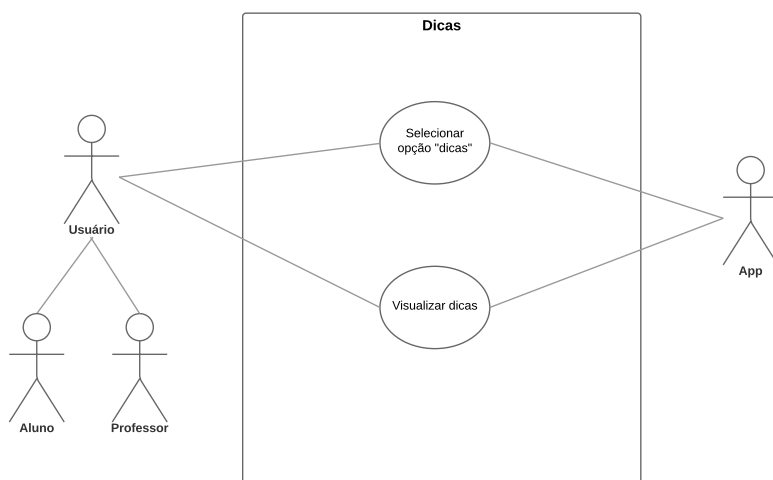 Dicas
Selecionar
opção "dicas"
Usuário
App
Visualizar dicas
Aluno
Professor